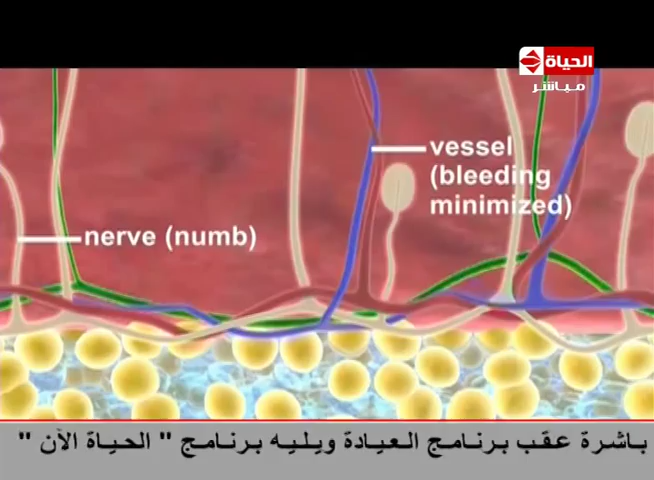 الحياة
مباشر
vessel
(bleeding
minimized)
nerve (numb)
باشرة عقب برنامج العيادة ويليه برنامج " الحياة الآن "